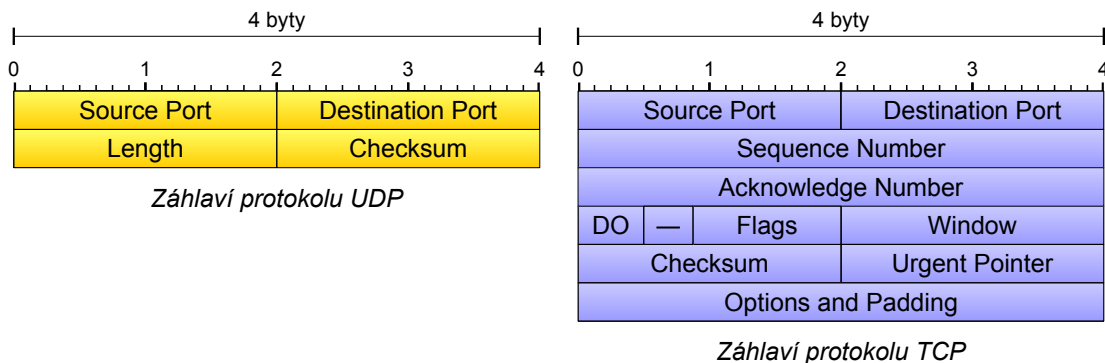 4 byty
0 1 2 3 4
Source Port Destination Port
Length Checksum
Záhlaví protokolu UDP
4 byty
0 1 2 3 4
Source Port Destination Port
Sequence Number
Acknowledge Number
DO — Flags Window
Checksum Urgent Pointer
Options and Padding
Záhlaví protokolu TCP